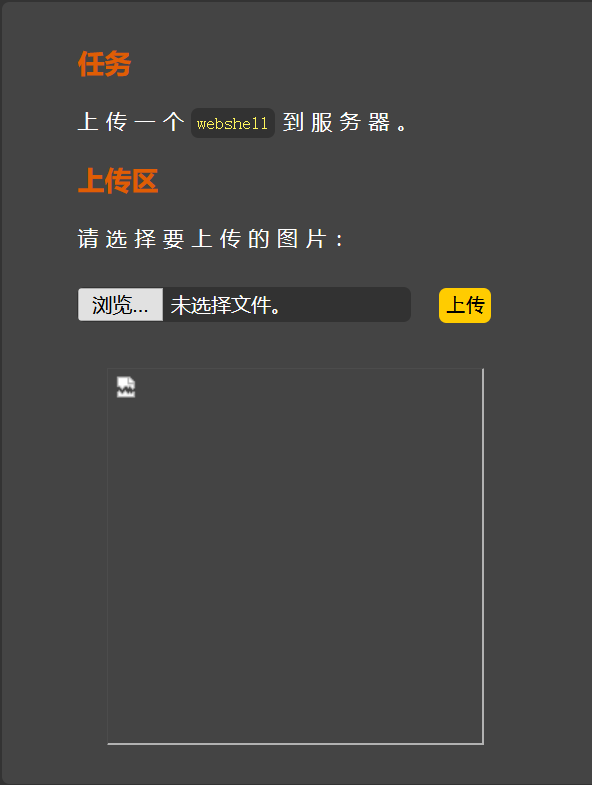 任务
上传一个 webshell 到服务器。
上传区
请选择要上传的图片：
浏览... 未选择文件。 上传